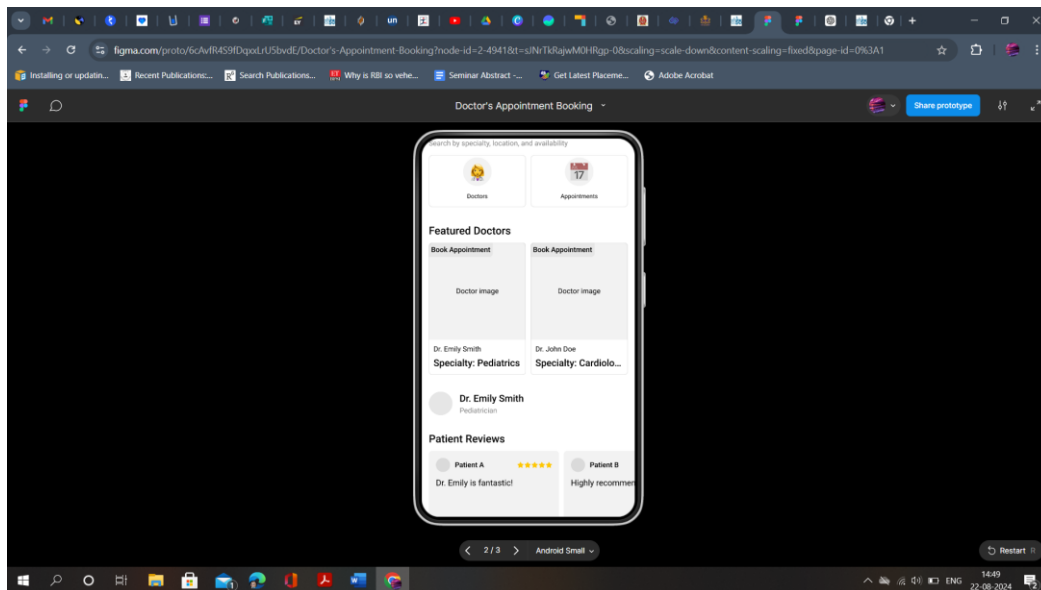 un
figma.com/proto/6cAvfR4S9fDqxxLrU5bvdE/Doctor's-Appointment-Booking?node-id=2-4941&t=sJNrTkRajwM0HRgp-0&scaling=scale-down&content-scaling=fixed&page-id=0%3A1
Installing or updatin... Recent Publications:... Search Publications... Why is RBI so vehe... Seminar Abstract -... Get Latest Placeme... Adobe Acrobat
Doctor's Appointment Booking
Share prototype
Search by specialty, location, and availability
17
Doctors Appointments
Featured Doctors
Book Appointment Book Appointment
Doctor image Doctor image
Dr. Emily Smith Dr. John Doe
Specialty: Pediatrics Specialty: Cardiolo...
Dr. Emily Smith
Pediatrician
Patient Reviews
Patient A Patient B
Dr. Emily is fantastic! Highly recommen
2 / 3 Android Small Restart R
ENG 14:49
22-08-2024